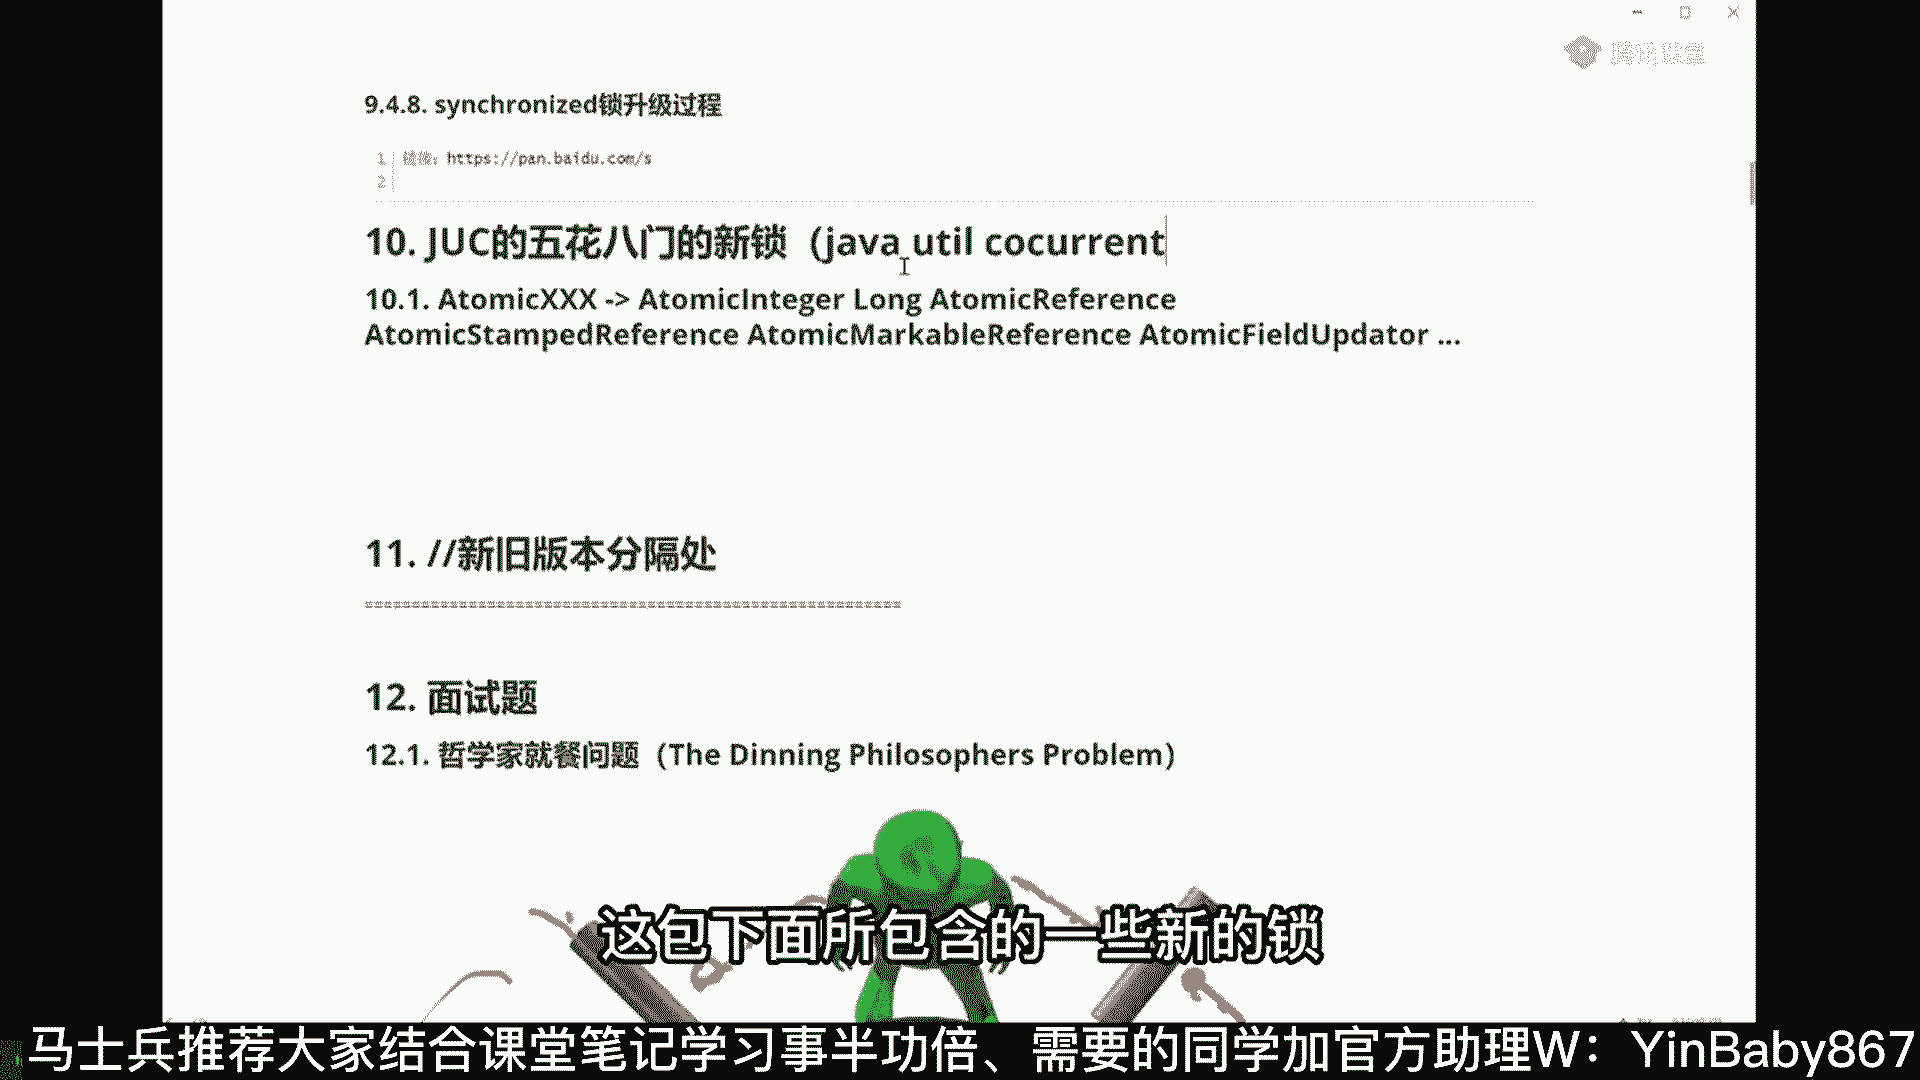 9.4.8. synchronized锁升级过程
1 链接：https://pan.baidu.com/s
2
10. JUC的五花八门的新锁（java util cocurrent
10.1. AtomicXXX -> AtomicInteger Long AtomicReference
AtomicStampedReference AtomicMarkableReference AtomicFieldUpdator ...
11. //新旧版本分隔处
12. 面试题
12.1. 哲学家就餐问题（The Dinning Philosophers Problem）
这包下面所包含的一些新的锁
马士兵推荐大家结合课堂笔记学习事半功倍、需要的同学加官方助理W：YinBaby867